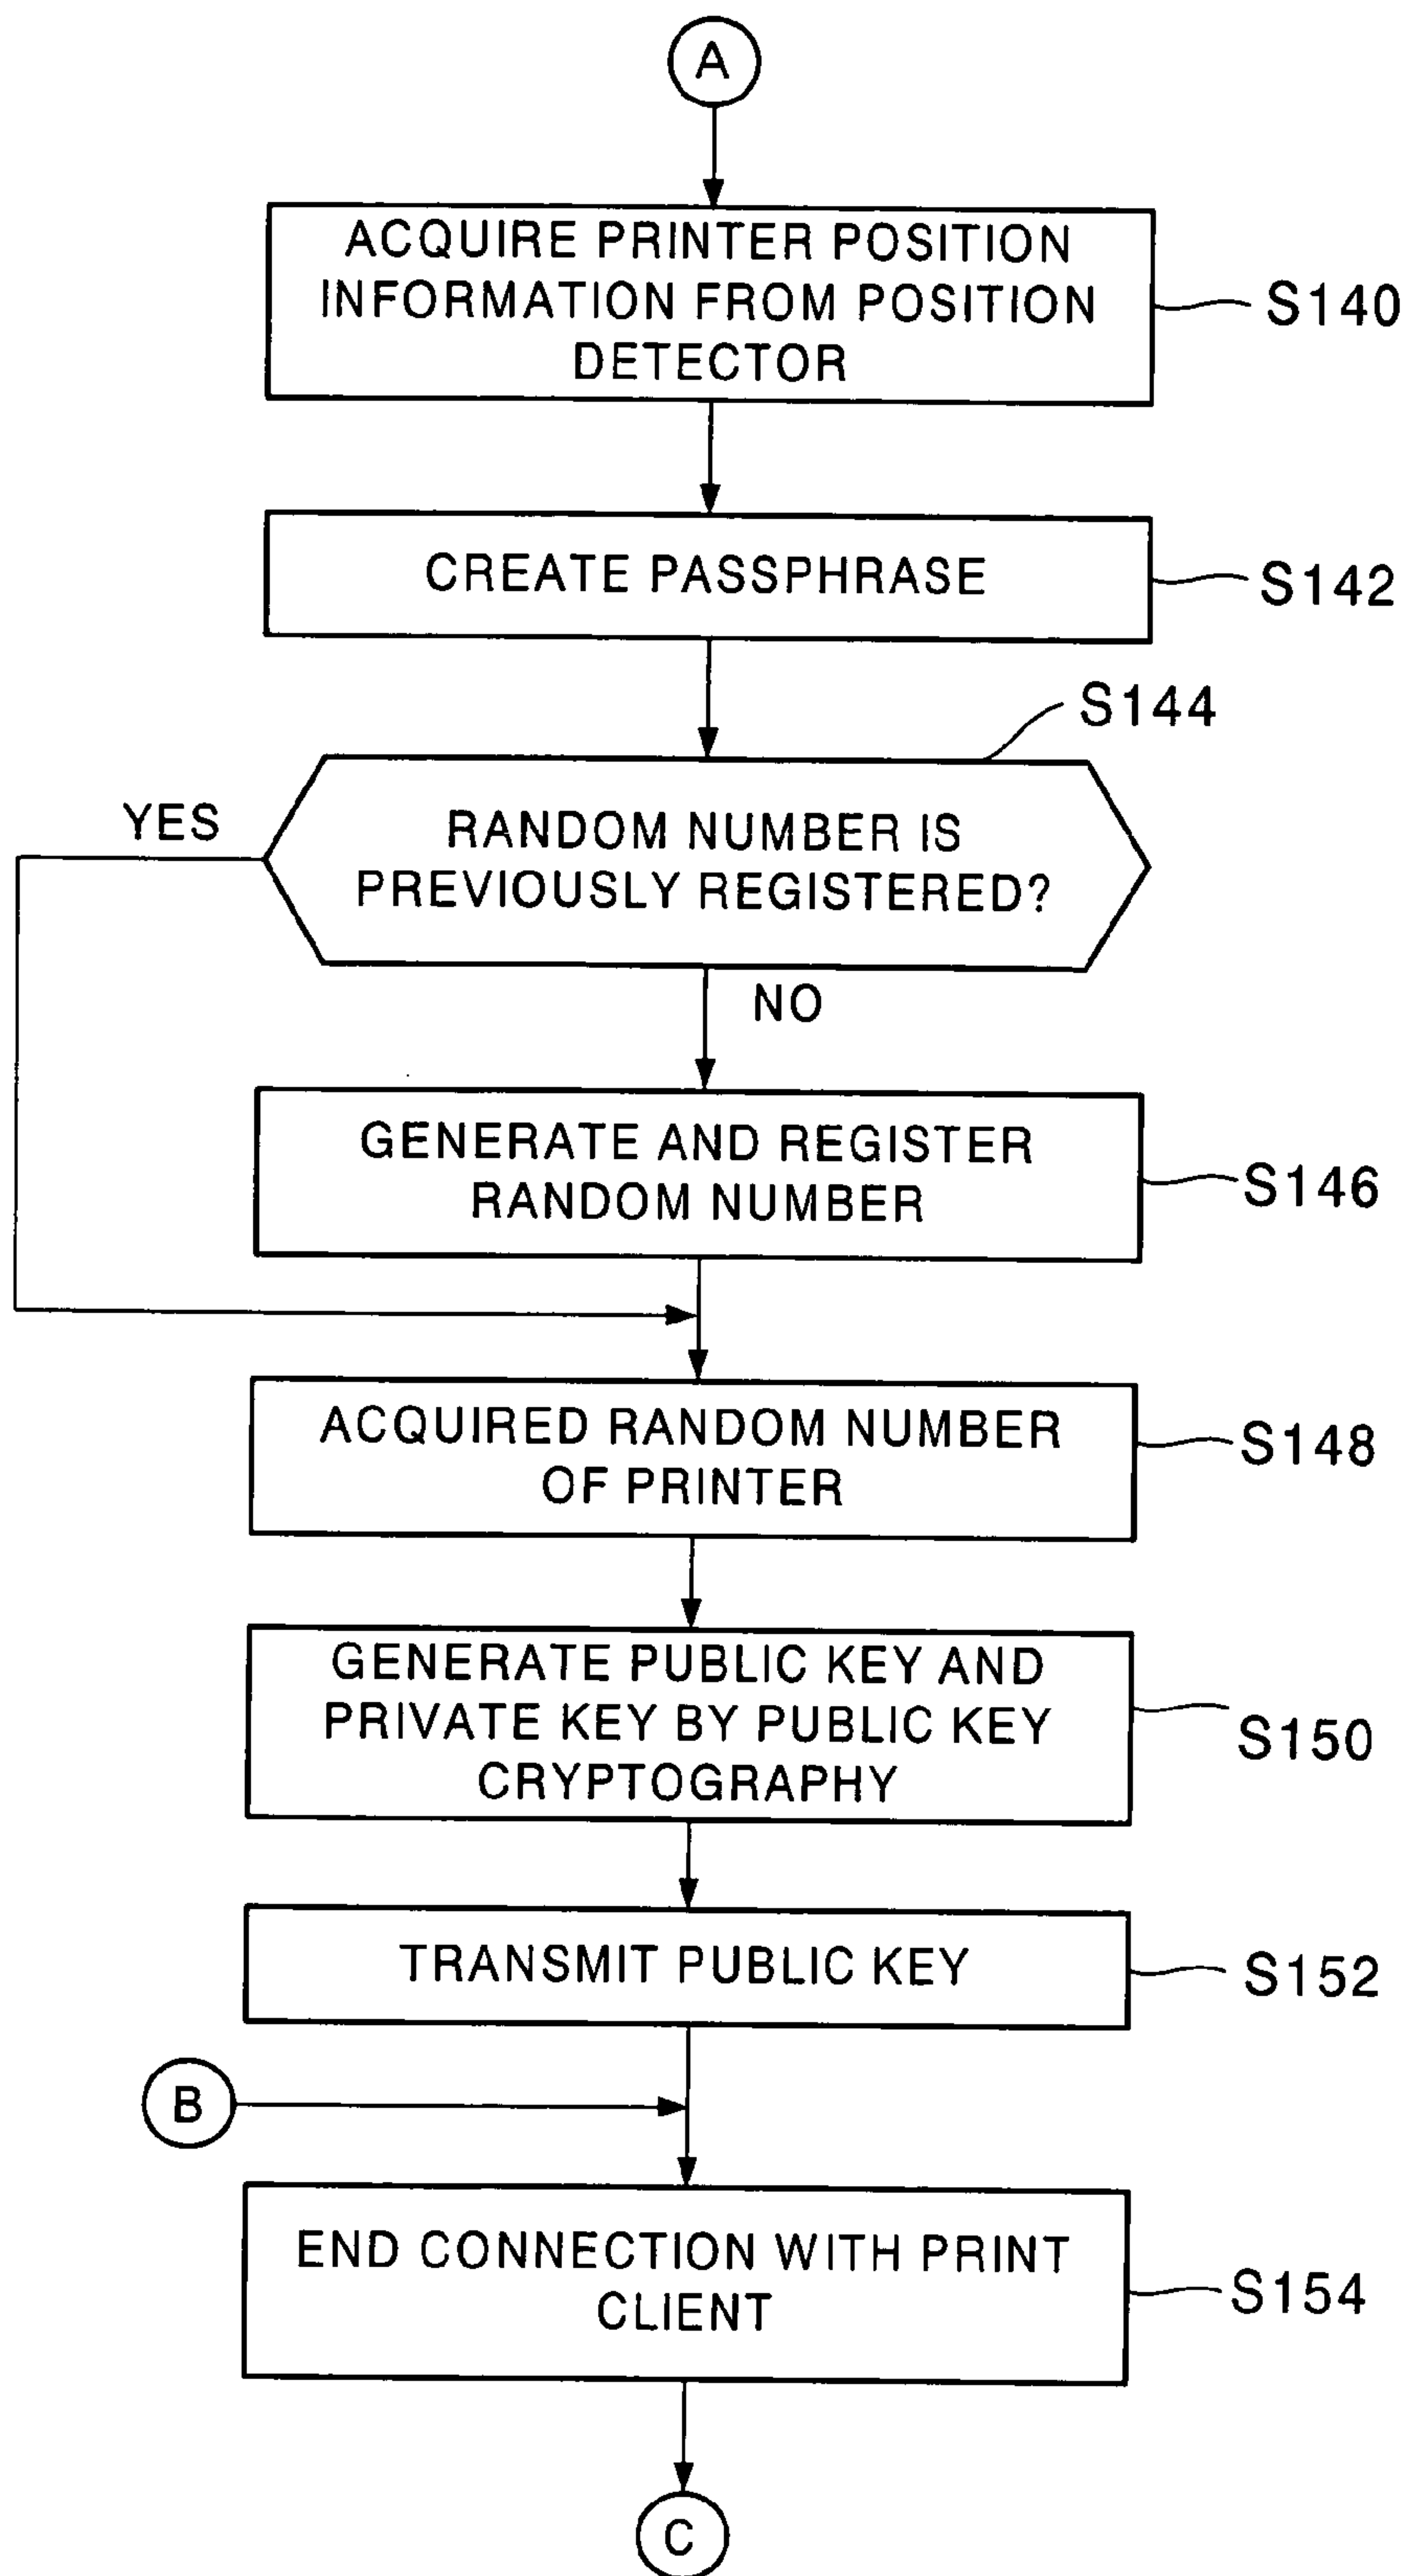 A
ACQUIRE PRINTER POSITION
INFORMATION FROM POSITION
DETECTOR
S140
CREATE PASSPHRASE
S142
S144
YES
RANDOM NUMBER IS
PREVIOUSLY REGISTERED?
NO
GENERATE AND REGISTER
RANDOM NUMBER
S146
ACQUIRED RANDOM NUMBER
OF PRINTER
S148
GENERATE PUBLIC KEY AND
PRIVATE KEY BY PUBLIC KEY
CRYPTOGRAPHY
S150
TRANSMIT PUBLIC KEY
S152
B
END CONNECTION WITH PRINT
CLIENT
S154
C